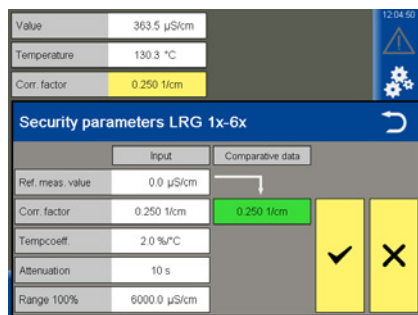 12:04:50
Value 363.5 µS/cm
Temperature 130.3 °C
Corr. factor 0.250 1/cm
Security parameters LRG 1x-6x
Input Comparative data
Ref. meas. value 0.0 µS/cm
Corr. factor 0.250 1/cm 0.250 1/cm
Tempcoeff. 2.0 %/°C
Attenuation 10 s
Range 100% 6000.0 µS/cm